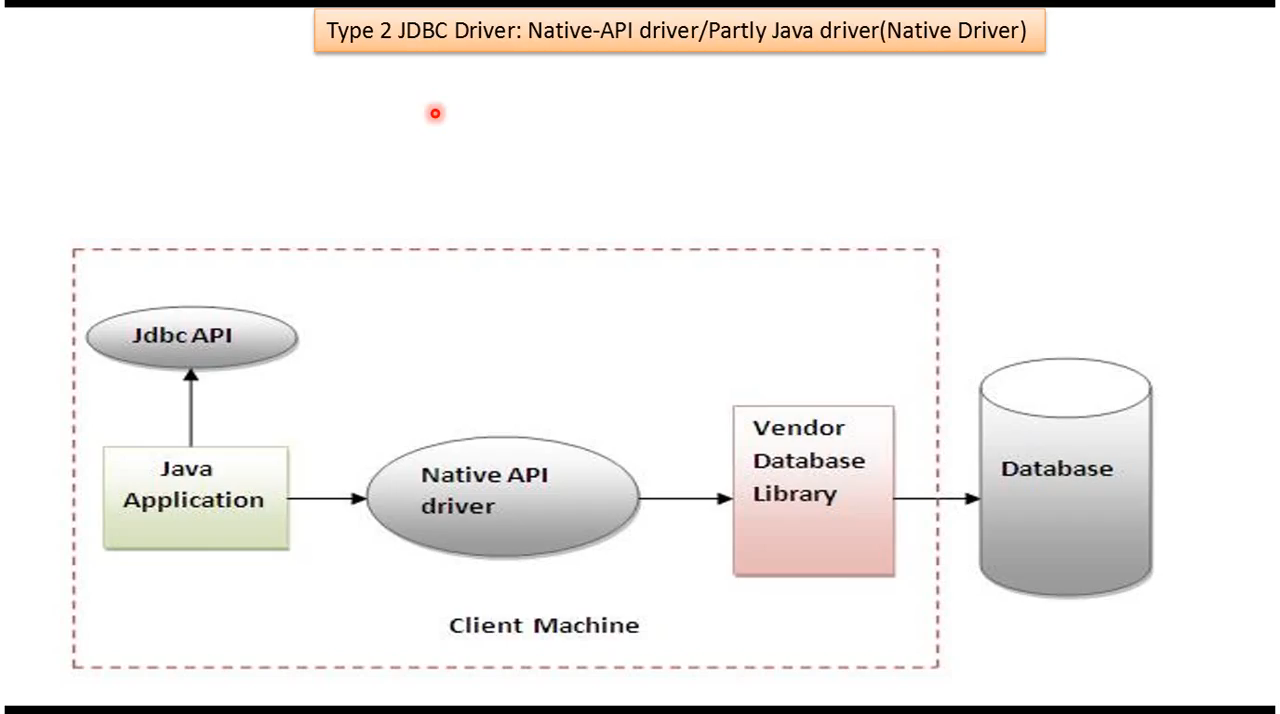 Type 2 JDBC Driver: Native-API driver/Partly Java driver(Native Driver)
Jdbc API
Java
Application
Native API
driver
Vendor
Database
Library
Database
Client Machine